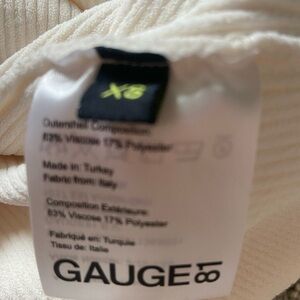 XS
Outershell Composition
83% Viscose 17% Polyester
Made in: Turkey
Fabric from: Italy
Composition Extérieure
83% Viscose 17% Polyester
Fabriqué en: Turquie
Tissu de: Italie
GAUGE81